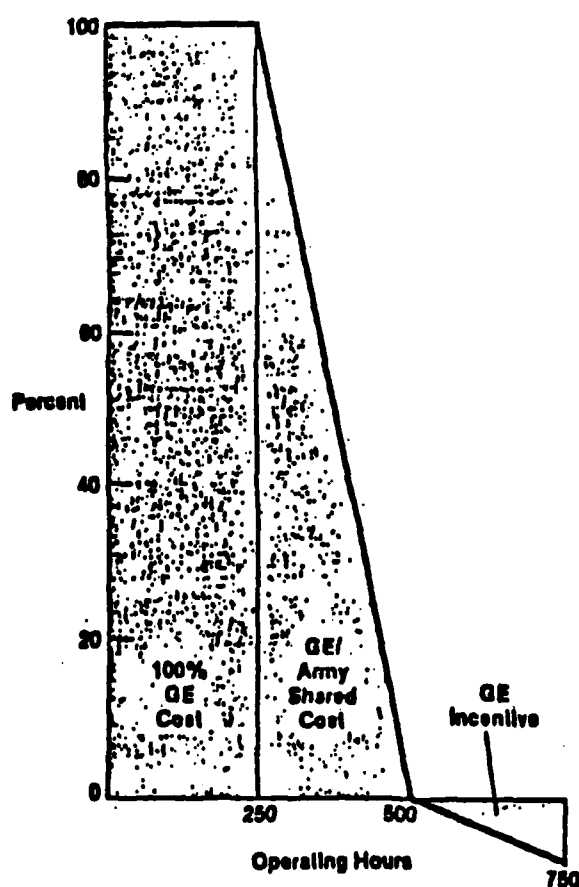 100
80
60
Percent
40
20
100%
GE
Cost
GE/
Army
Shared
Cost
GE
Incentive
0
250
500
750
Operating Hours